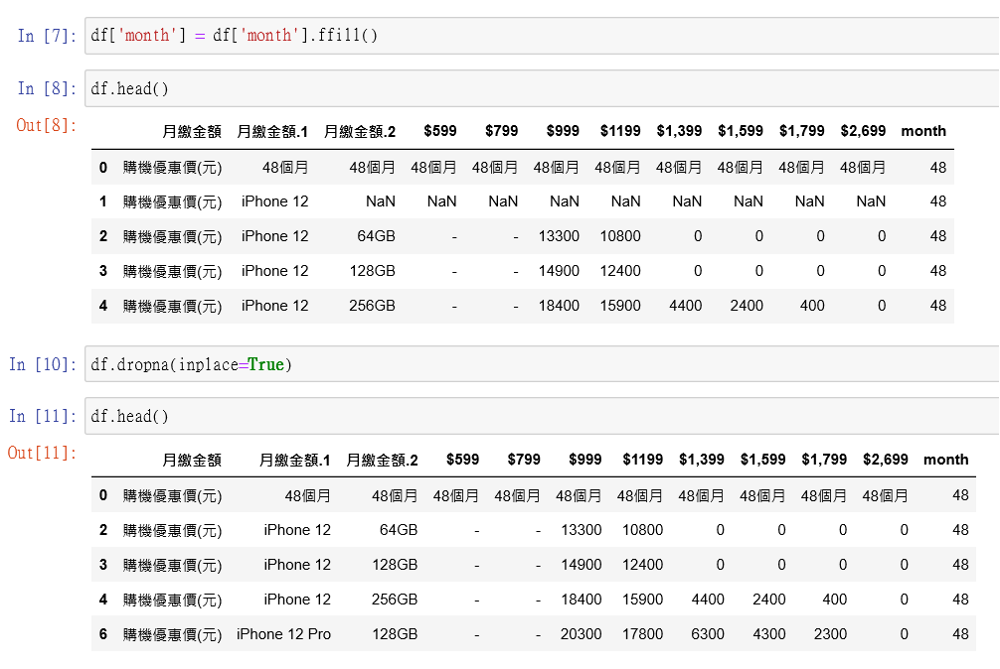 In [7]: df['month'] = df['month'].ffill()
In [8]: df.head()
Out[8]:
月繳金額 月繳金額.1 月繳金額.2 $599 $799 $999 $1199 $1,399 $1,599 $1,799 $2,699 month
0 購機優惠價(元) 48個月 48個月 48個月 48個月 48個月 48個月 48個月 48個月 48個月 48個月 48
1 購機優惠價(元) iPhone 12 NaN NaN NaN NaN NaN NaN NaN NaN NaN 48
2 購機優惠價(元) iPhone 12 64GB - - 13300 10800 0 0 0 0 48
3 購機優惠價(元) iPhone 12 128GB - - 14900 12400 0 0 0 0 48
4 購機優惠價(元) iPhone 12 256GB - - 18400 15900 4400 2400 400 0 48
In [10]: df.dropna(inplace=True)
In [11]: df.head()
Out[11]:
月繳金額 月繳金額.1 月繳金額.2 $599 $799 $999 $1199 $1,399 $1,599 $1,799 $2,699 month
0 購機優惠價(元) 48個月 48個月 48個月 48個月 48個月 48個月 48個月 48個月 48個月 48個月 48
2 購機優惠價(元) iPhone 12 64GB - - 13300 10800 0 0 0 0 48
3 購機優惠價(元) iPhone 12 128GB - - 14900 12400 0 0 0 0 48
4 購機優惠價(元) iPhone 12 256GB - - 18400 15900 4400 2400 400 0 48
6 購機優惠價(元) iPhone 12 Pro 128GB - - 20300 17800 6300 4300 2300 0 48